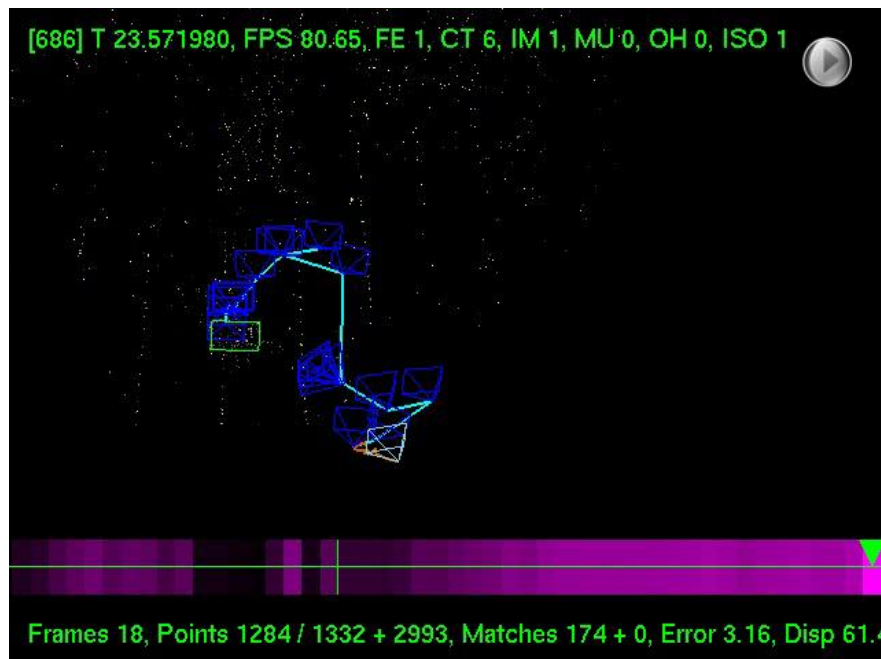 [686] T 23.571980, FPS 80.65, FE 1, CT 6, IM 1, MU 0, OH 0, ISO 1
Frames 18, Points 1284 / 1332 + 2993, Matches 174 + 0, Error 3.16, Disp 61.